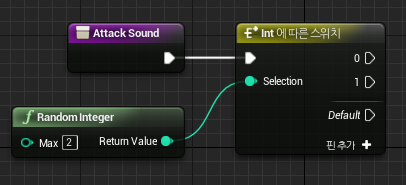 Attack Sound
Int 에 따른 스위치
0
Selection
1
Default
핀 추가
Random Integer
Max 2
Return Value